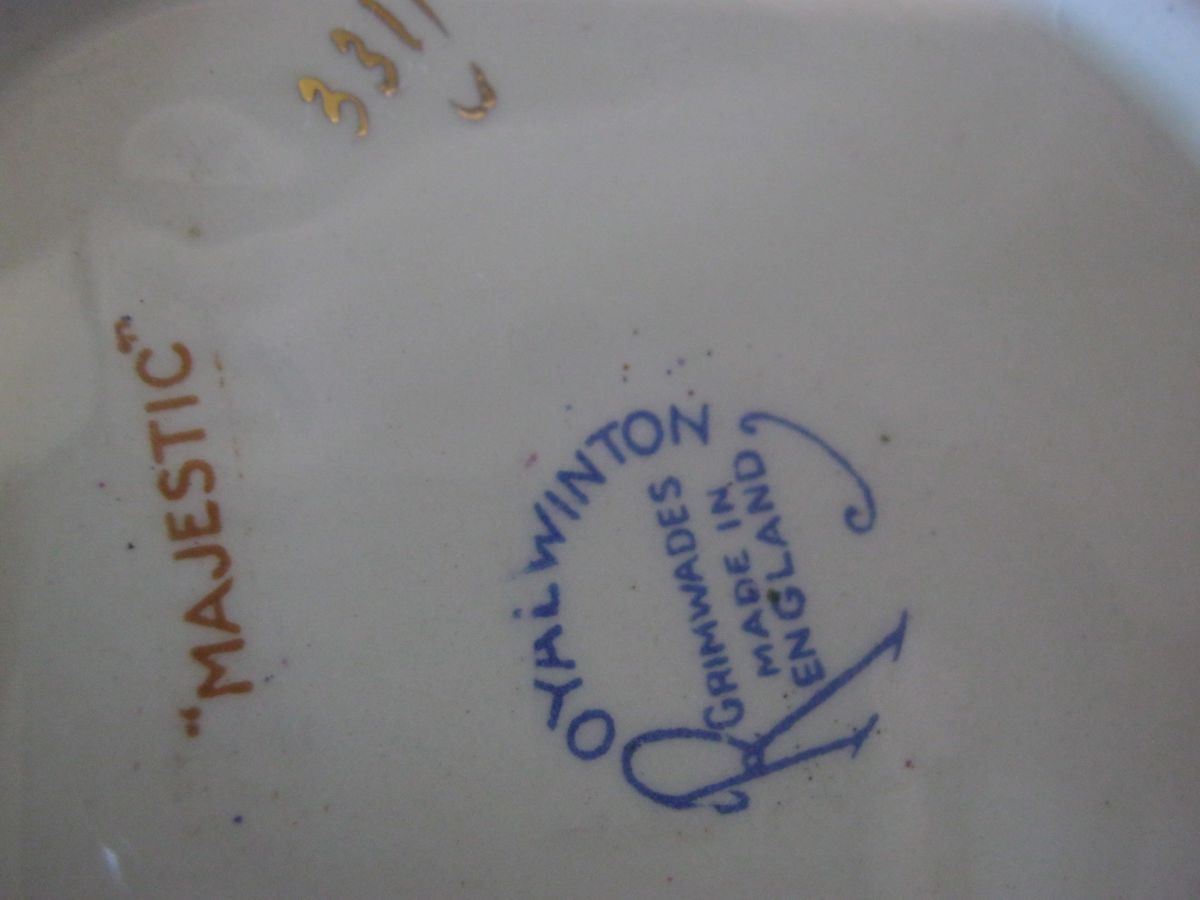 "MAJESTIC"
ROYAL WINTON
GRIMWADES
MADE IN
ENGLAND